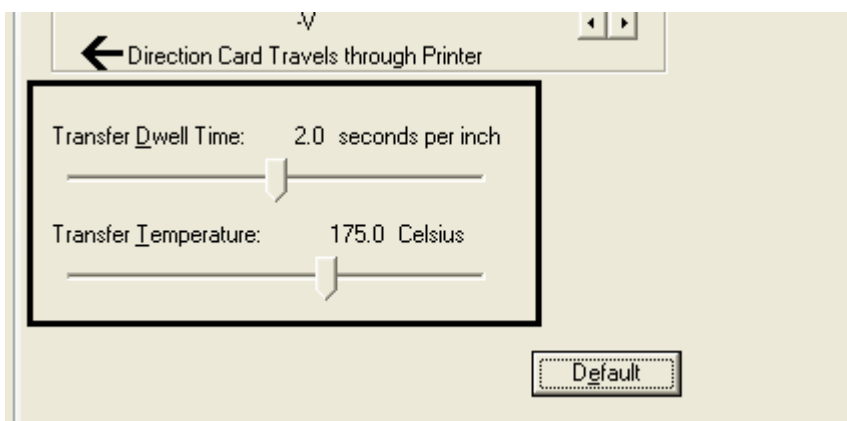 -V
Direction Card Travels through Printer
Transfer Dwell Time: 2.0 seconds per inch
Transfer Temperature: 175.0 Celsius
Default